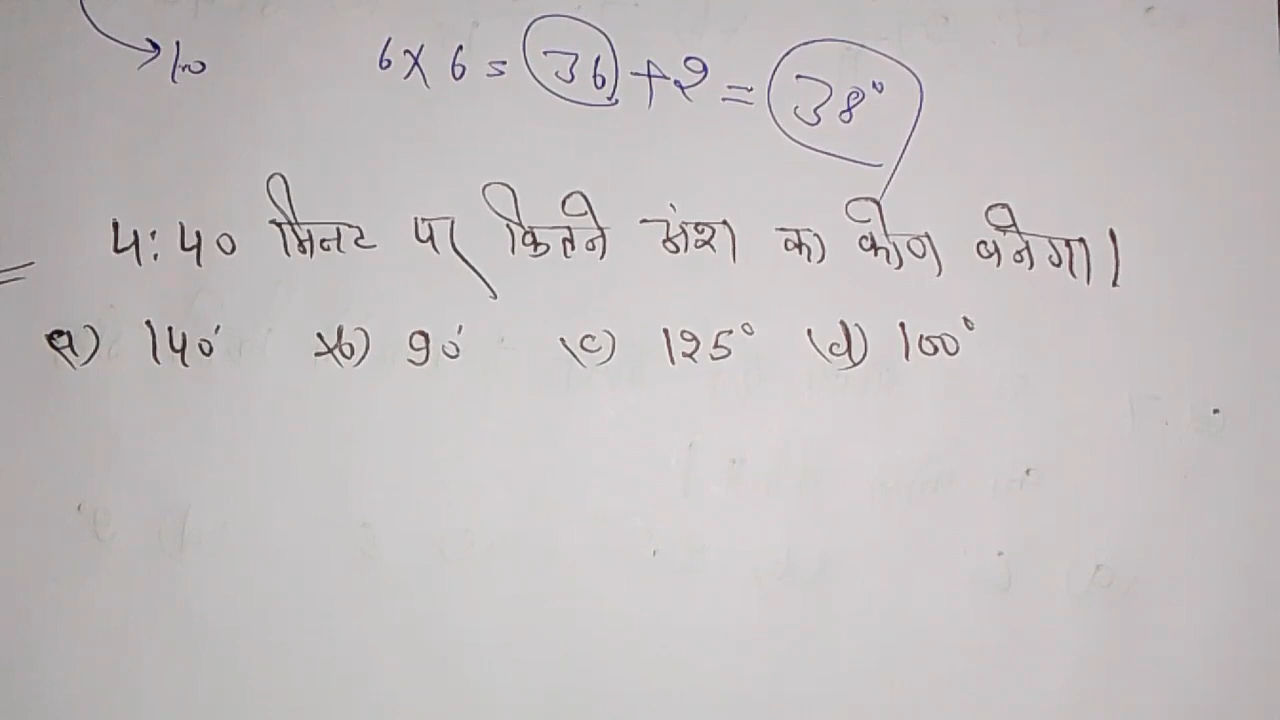 6 x 6 = 36 + 2 = 38°
4:40 मिनट पर कितने अंश का कोण बनेगा।
a) 140° b) 90° (c) 125° (d) 100°